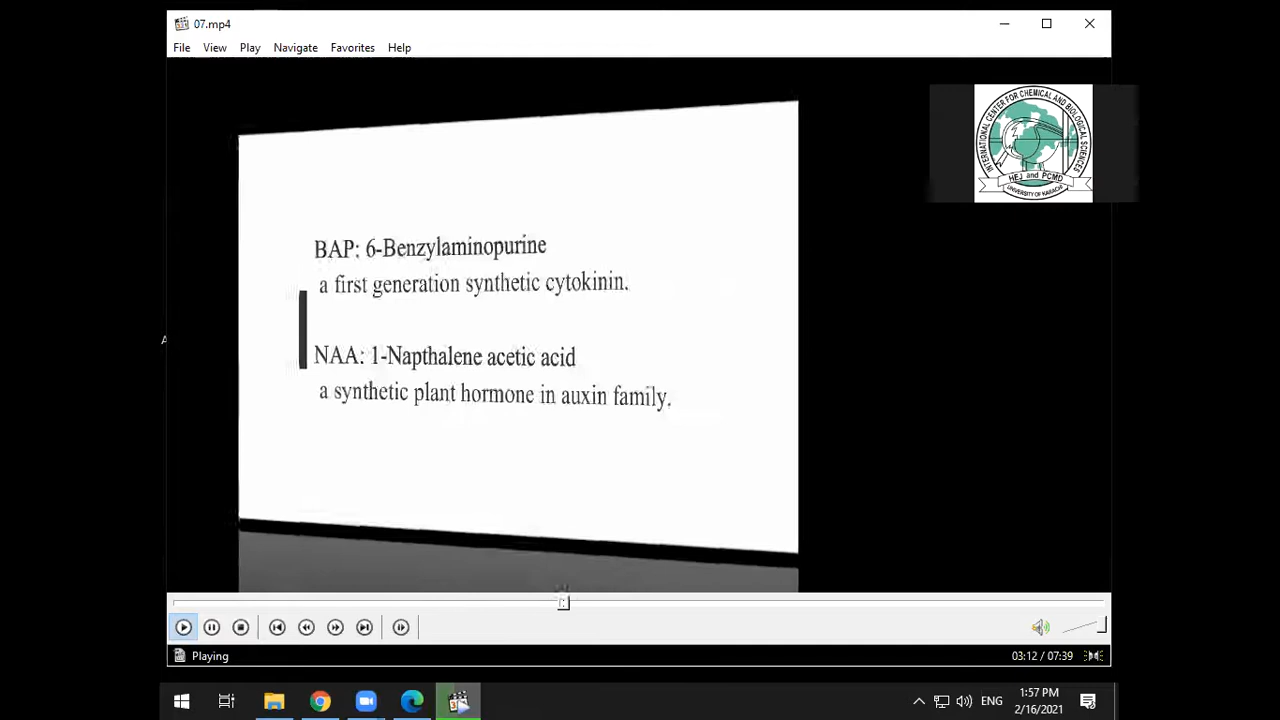 07.mp4
File View Play Navigate Favorites Help
INTERNATIONAL CENTER FOR CHEMICAL AND BIOLOGICAL SCIENCES
HEJ and PCMD
UNIVERSITY OF KARACHI
BAP: 6-Benzylaminopurine
a first generation synthetic cytokinin.
NAA: 1-Napthalene acetic acid
a synthetic plant hormone in auxin family.
A
Playing
03:12 / 07:39
ENG
1:57 PM
2/16/2021